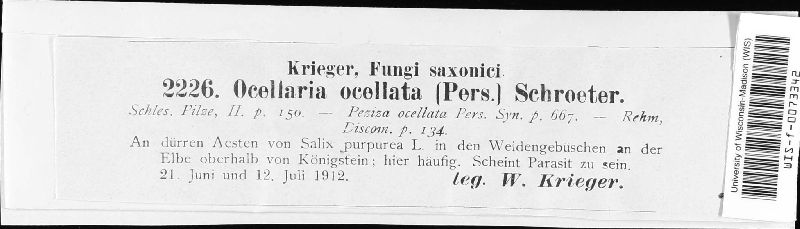 Krieger, Fungi saxonici.
2226. Ocellaria ocellata (Pers.) Schroeter.
Schles. Pilze, II. p. 150. — Peziza ocellata Pers. Syn. p. 667. — Rehm,
Discom. p. 134.
An dürren Aesten von Salix purpurea L. in den Weidengebüschen an der
Elbe oberhalb von Königstein; hier häufig. Scheint Parasit zu sein.
21. Juni und 12. Juli 1912.
leg. W. Krieger.
University of Wisconsin-Madison (WIS)
WIS-f-0073345